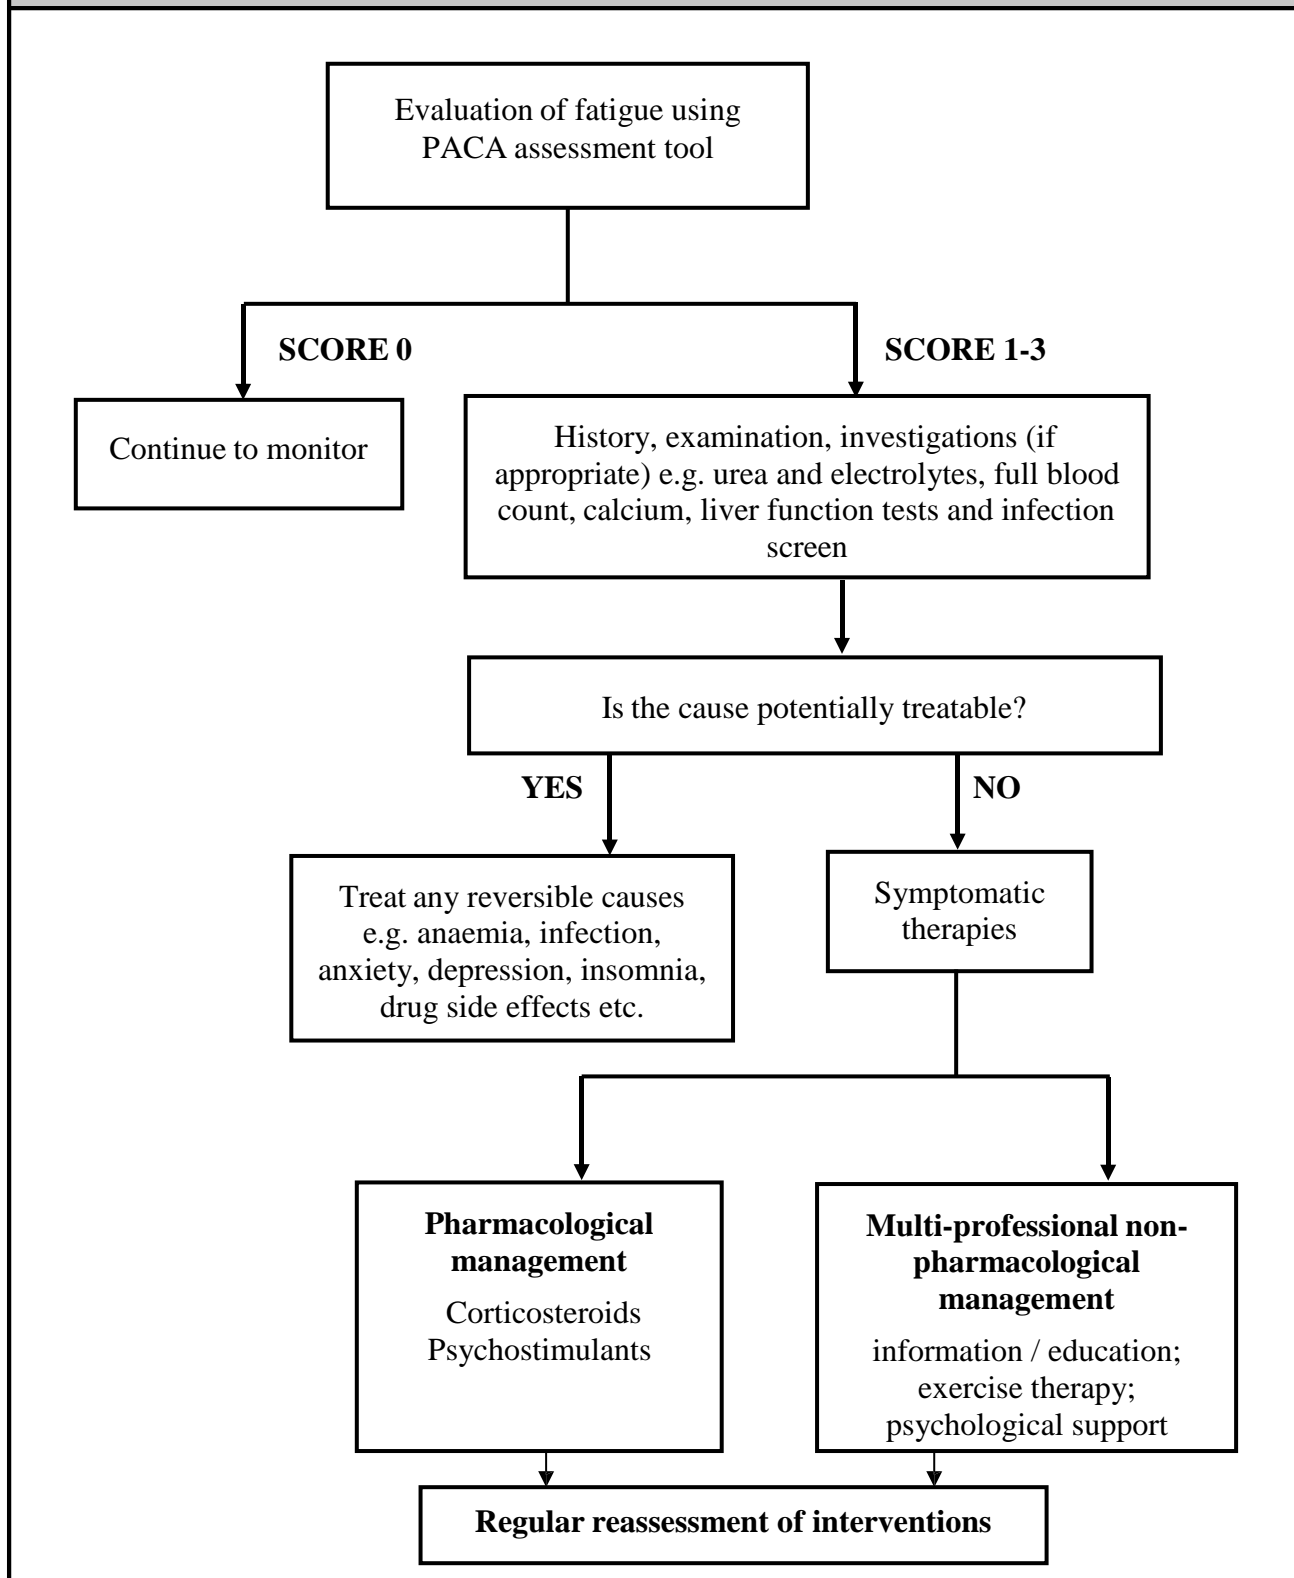 Evaluation of fatigue using
PACA assessment tool
SCORE 0
SCORE 1-3
Continue to monitor
History, examination, investigations (if
appropriate) e.g. urea and electrolytes, full blood
count, calcium, liver function tests and infection
screen
Is the cause potentially treatable?
YES
NO
Treat any reversible causes
e.g. anaemia, infection,
anxiety, depression, insomnia,
drug side effects etc.
Symptomatic
therapies
Pharmacological
management
Corticosteroids
Psychostimulants
Multi-professional non-
pharmacological
management
information / education;
exercise therapy;
psychological support
Regular reassessment of interventions